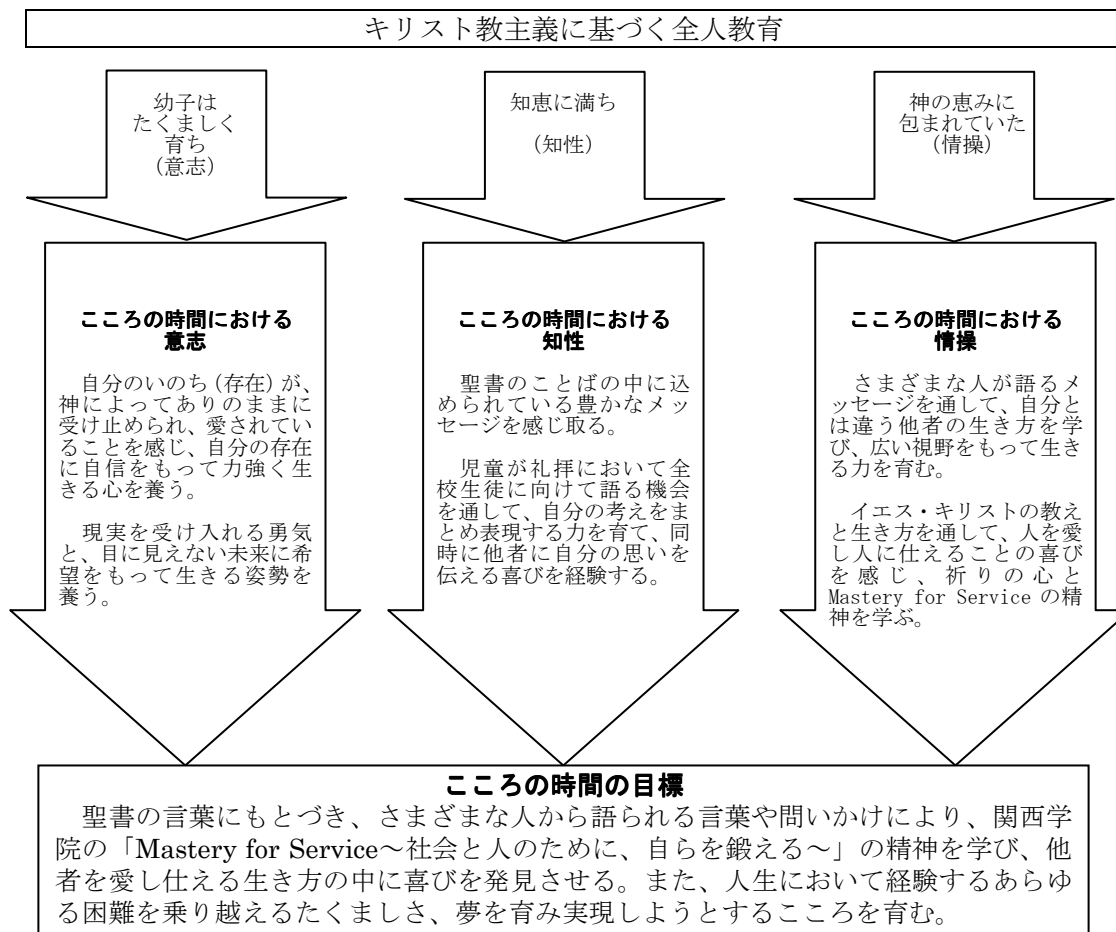 キリスト教主義に基づく全人教育
幼子は
たくましく
育ち
(意志)
知恵に満ち
(知性)
神の恵みに
包まれていた
(情操)
こころの時間における
意志
自分のいのち(存在)が、
神によってありのままに
受け止められ、愛されてい
ることを感じ、自分の存在
に自信をもって力強く生
きる心を養う。
現実を受け入れる勇気
と、目に見えない未来に希
望をもって生きる姿勢を
養う。
こころの時間における
知性
聖書のことばの中に込
められている豊かなメッ
セージを感じ取る。
児童が礼拝において全
校生徒に向けて語る機会
を通して、自分の考えをま
とめ表現する力を育て、同
時に他者に自分の思いを
伝える喜びを経験する。
こころの時間における
情操
さまざまな人が語るメ
ッセージを通して、自分と
は違う他者の生き方を学
び、広い視野をもって生き
る力を育む。
イエス・キリストの教え
と生き方を通して、人を愛
し人に仕えることの喜び
を感じ、祈りの心と
Mastery for Service の精
神を学ぶ。
こころの時間の目標
聖書の言葉にもとづき、さまざまな人から語られる言葉や問いかけにより、関西学
院の「Mastery for Service～社会と人のために、自らを鍛える～」の精神を学び、他
者を愛し仕える生き方の中に喜びを発見させる。また、人生において経験するあらゆ
る困難を乗り越えるたくましさ、夢を育み実現しようとするこころを育む。